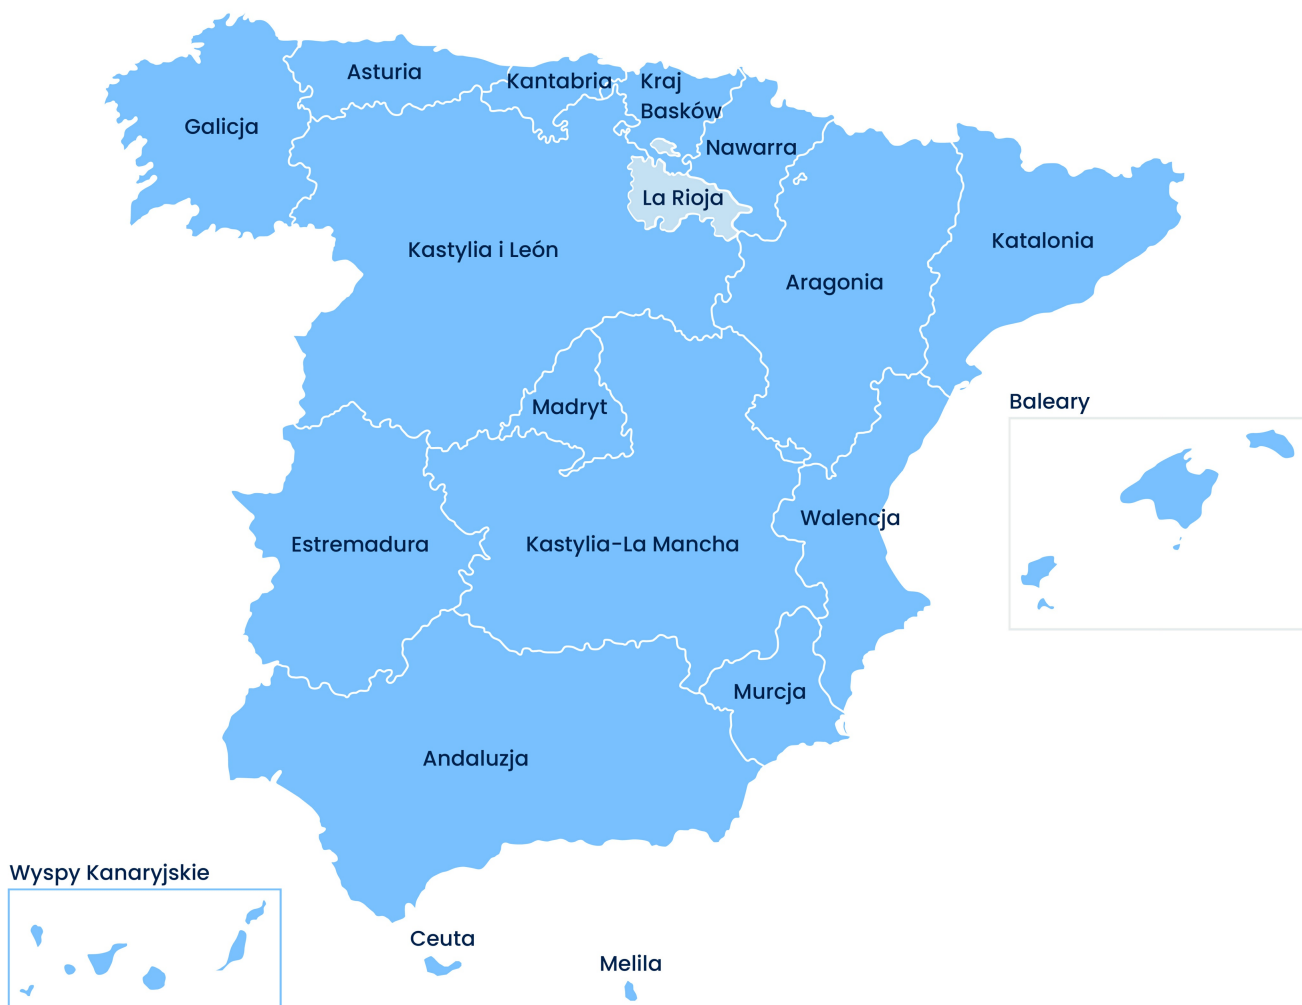 Asturia
Kantabria
Kraj
Basków
Galicja
Nawarra
La Rioja
Kastylia i León
Katalonia
Aragonia
Madryt
Baleary
Walencja
Estremadura
Kastylia-La Mancha
Murcja
Andaluzja
Wyspy Kanaryjskie
Ceuta
Melila